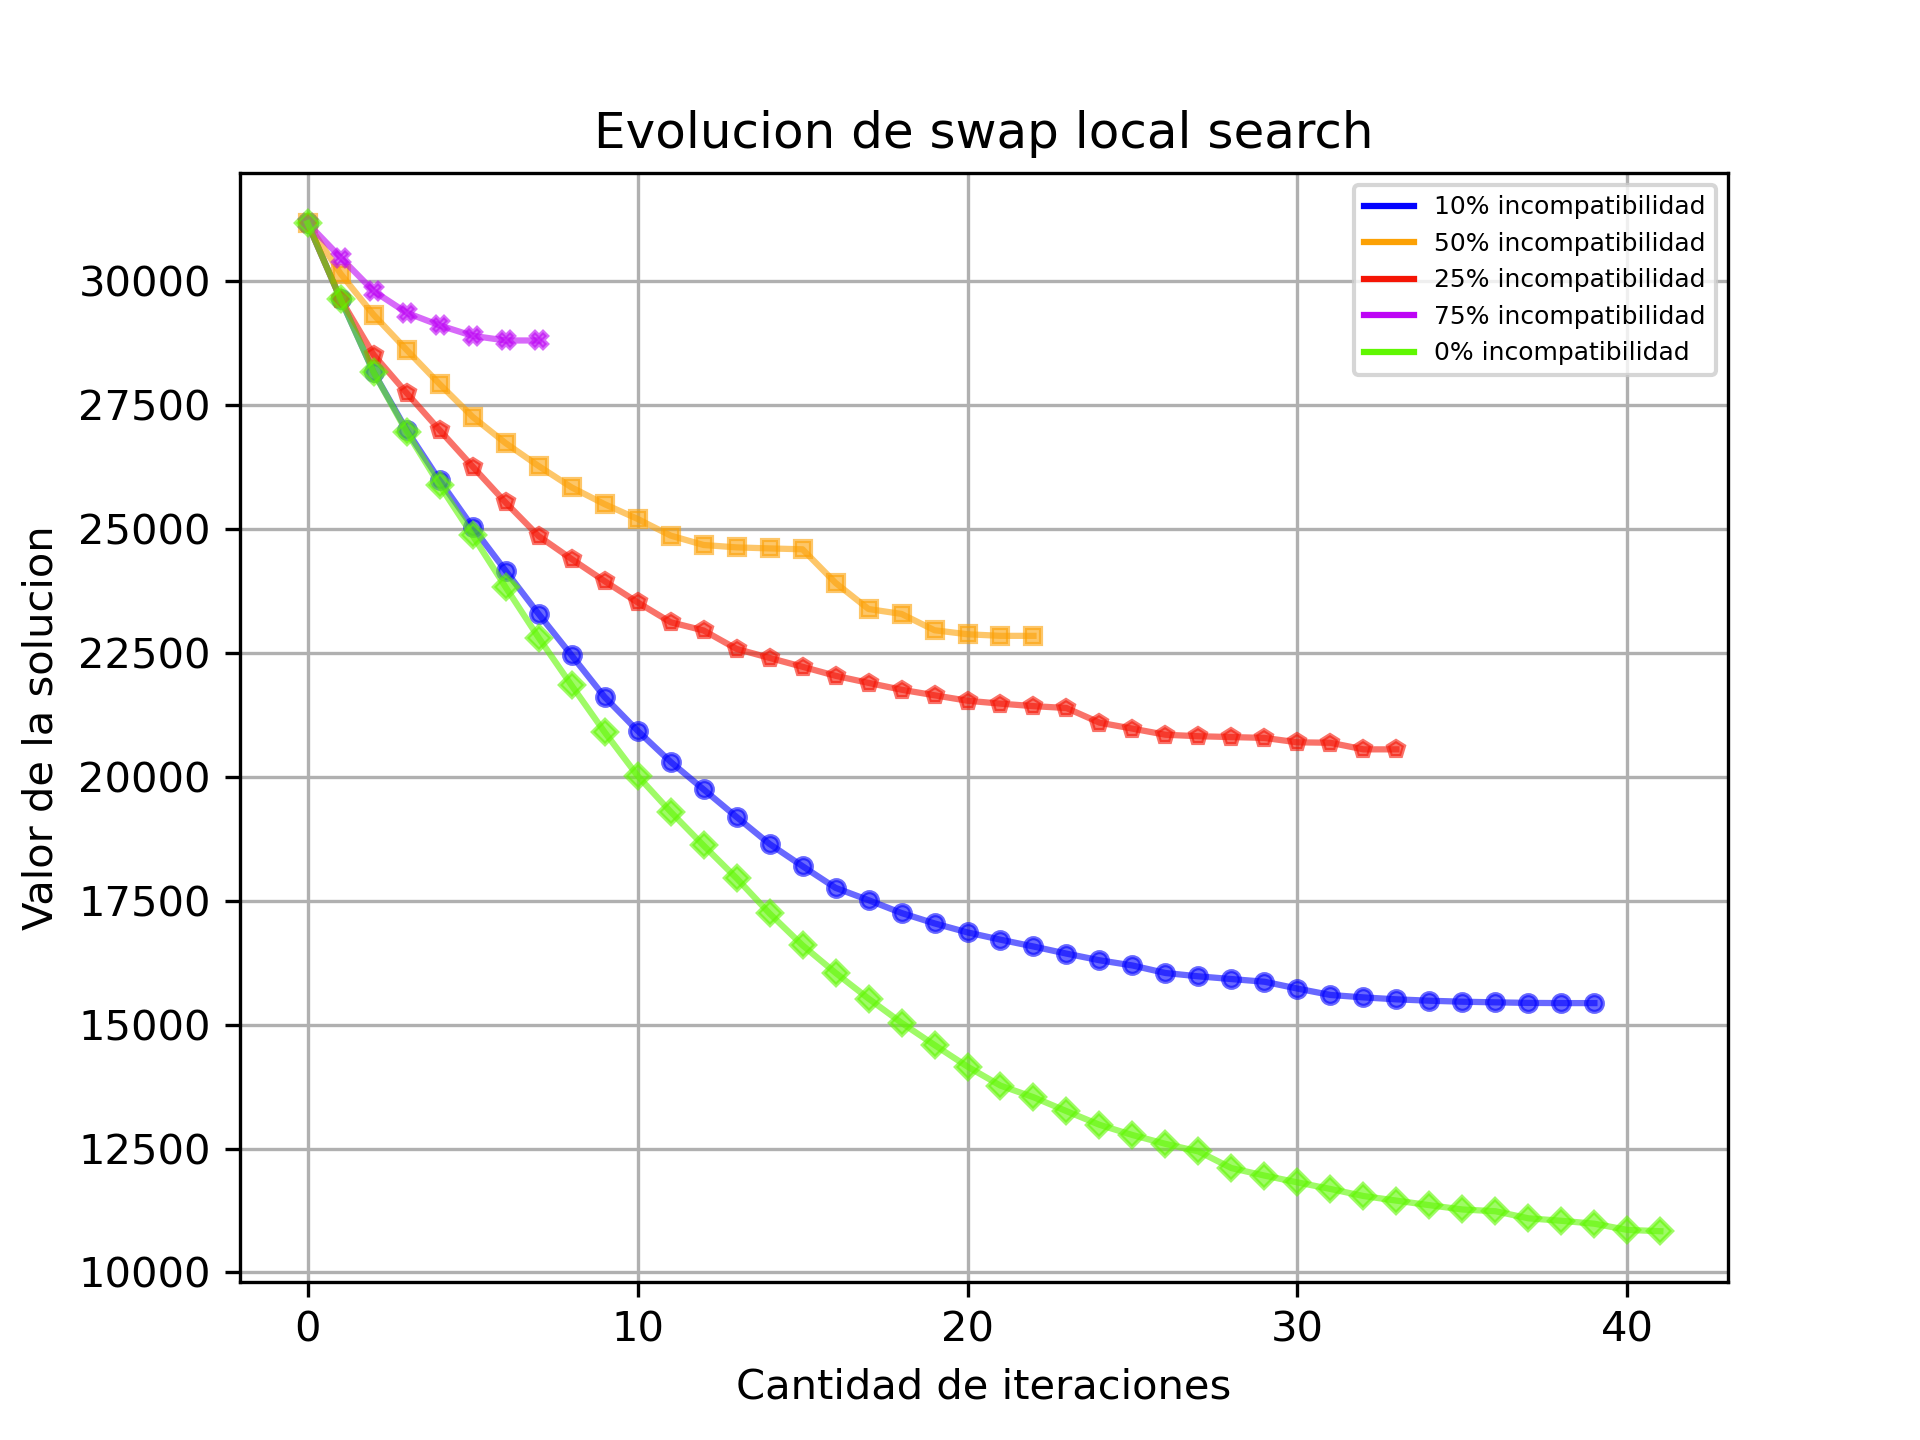 Evolucion de swap local search
10% incompatibilidad
50% incompatibilidad
25% incompatibilidad
75% incompatibilidad
0% incompatibilidad
Valor de la solucion
30000
27500
25000
22500
20000
17500
15000
12500
10000
0 10 20 30 40
Cantidad de iteraciones